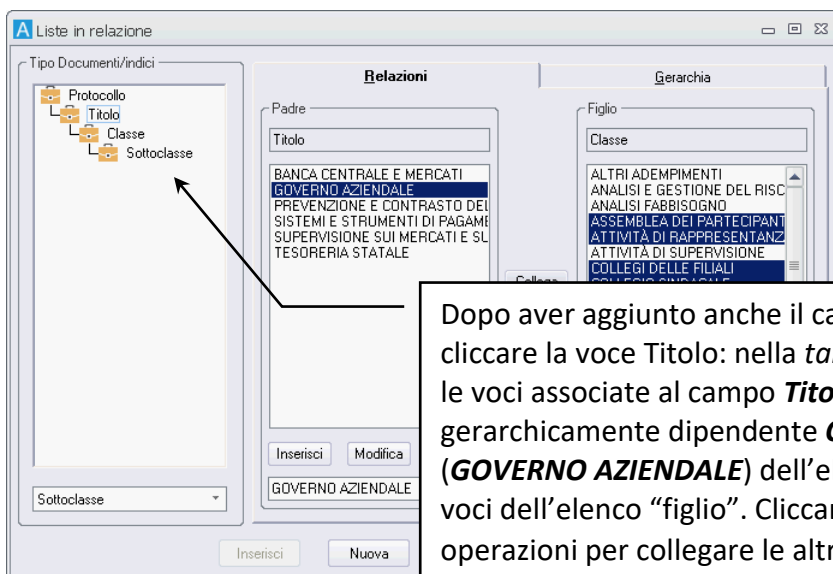 Liste in relazione
Tipo Documenti/indici
Protocollo
Titolo
Classe
Sottoclasse
Sottoclasse
Relazioni
Gerarchia
Padre
Titolo
BANCA CENTRALE E MERCATI
GOVERNO AZIENDALE
PREVENZIONE E CONTRASTO DEL
SISTEMI E STRUMENTI DI PAGAME
SUPERVISIONE SUI MERCATI E SU
TESORERIA STATALE
Inserisci Modifica
GOVERNO AZIENDALE
Figlio
Classe
ALTRI ADEMPIMENTI
ANALISI E GESTIONE DEL RISC
ANALISI FABBISOGNO
ASSEMBLEA DEI PARTECIPANT
ATTIVITÀ DI RAPPRESENTANZ
ATTIVITÀ DI SUPERVISIONE
COLLEGI DELLE FILIALI
Inserisci Nuova
Dopo aver aggiunto anche il ca
cliccare la voce Titolo: nella
le voci associate al campo
gerarchicamente dipendente
(GOVERNO AZIENDALE) dell'e
voci dell'elenco "figlio". Cliccar
operazioni per collegare le altr